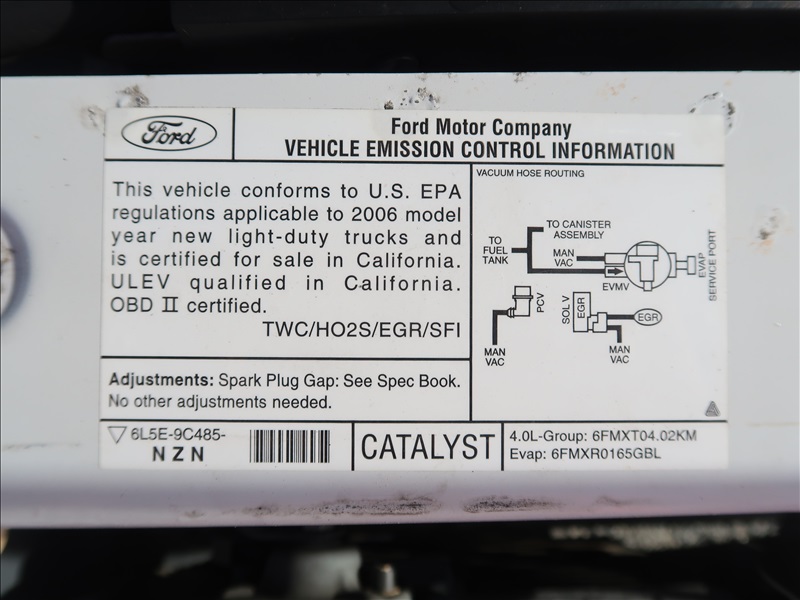 Ford
Ford Motor Company
VEHICLE EMISSION CONTROL INFORMATION
This vehicle conforms to U.S. EPA
regulations applicable to 2006 model
year new light-duty trucks and
is certified for sale in California.
ULEV qualified in California.
OBD II certified.
TWC/HO2S/EGR/SFI
VACUUM HOSE ROUTING
TO CANISTER
ASSEMBLY
TO
FUEL
TANK
MAN
VAC
EVMV
EVAP
SERVICE PORT
PCV
MAN
VAC
SOL V
EGR
EGR
MAN
VAC
Adjustments: Spark Plug Gap: See Spec Book.
No other adjustments needed.
6L5E-9C485-
NZN
CATALYST
4.0L-Group: 6FMXT04.02KM
Evap: 6FMXR0165GBL